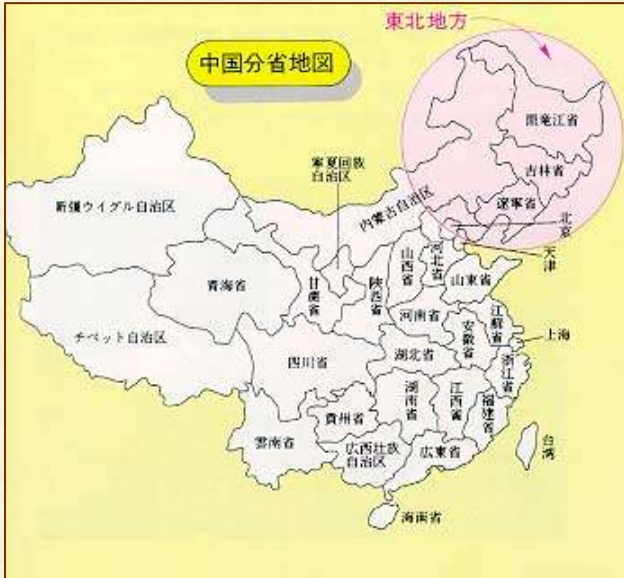 東北地方
中国分省地図
黒竜江省
吉林省
遼寧省
北京
天津
寧夏回族
自治区
内蒙古自治区
新疆ウイグル自治区
青海省
甘粛省
陝西省
山西省
河北省
山東省
チベット自治区
四川省
河南省
安徽省
江蘇省
上海
湖北省
浙江省
湖南省
江西省
福建省
貴州省
雲南省
広西壮族
自治区
広東省
台湾
海南省